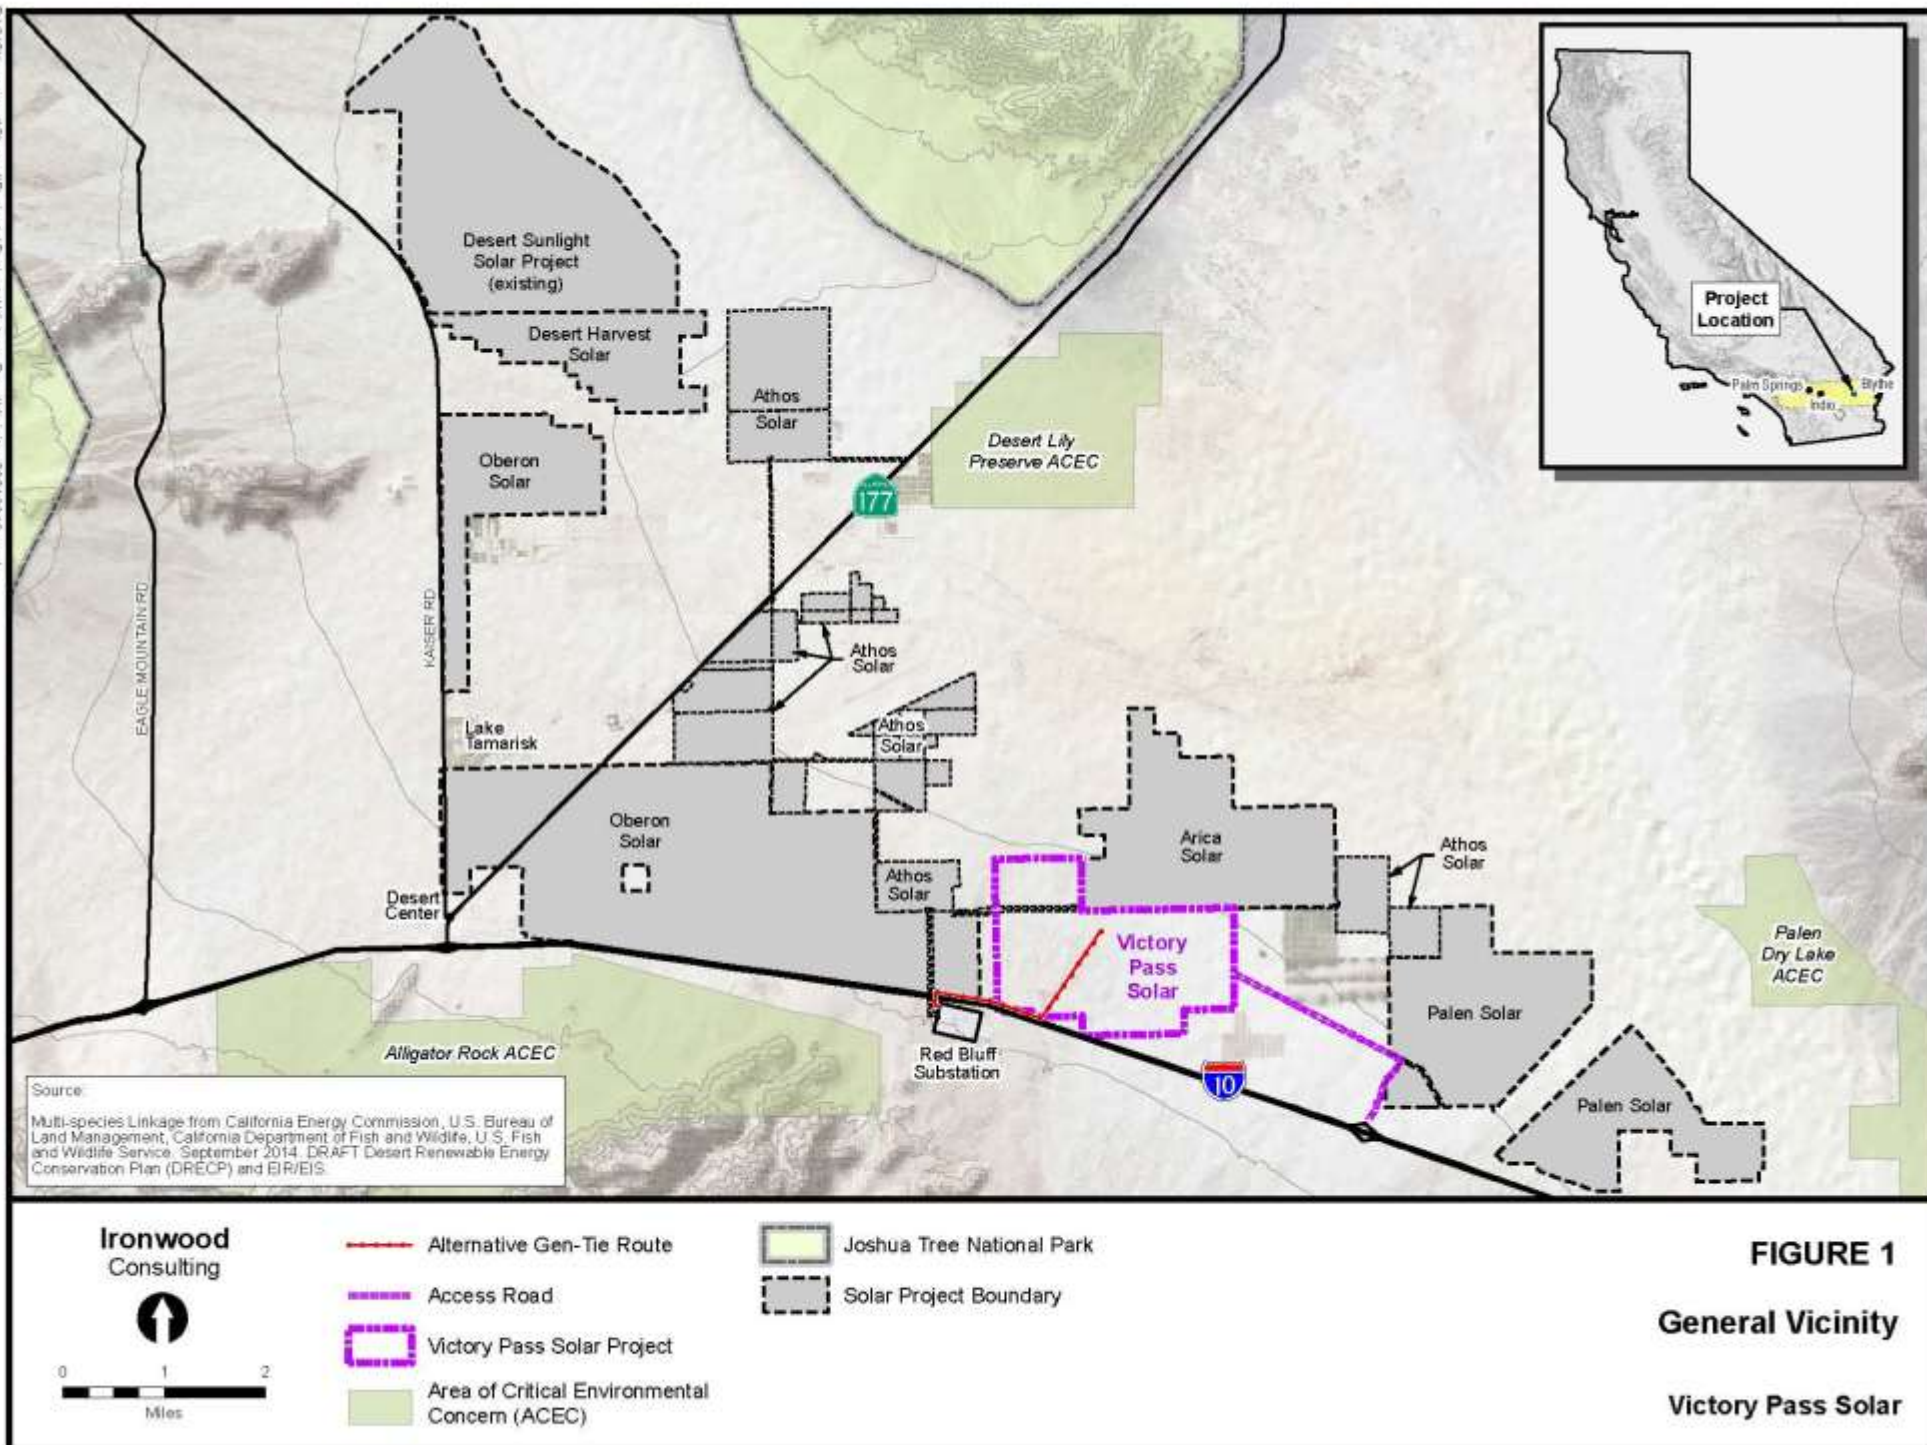 Desert Sunlight
Solar Project
(existing)
Desert Harvest
Solar
Athos
Solar
Oberon
Solar
Desert Lily
Preserve ACEC
177
Project
Location
Palm Springs
Blythe
Indio
EAGLE MOUNTAIN RD
KAISER RD
Athos
Solar
Lake
Tamarisk
Athos
Solar
Oberon
Solar
Arica
Solar
Athos
Solar
Athos
Solar
Desert
Center
Victory
Pass
Solar
Palen
Dry Lake
ACEC
Palen Solar
Alligator Rock ACEC
Red Bluff
Substation
10
Palen Solar
Source:
Multi-species Linkage from California Energy Commission, U.S. Bureau of
Land Management, California Department of Fish and Wildlife, U.S. Fish
and Wildlife Service. September 2014. DRAFT Desert Renewable Energy
Conservation Plan (DRECP) and EIR/EIS.
Ironwood
Consulting
0 1 2
Miles
Alternative Gen-Tie Route
Access Road
Victory Pass Solar Project
Area of Critical Environmental
Concern (ACEC)
Joshua Tree National Park
Solar Project Boundary
FIGURE 1
General Vicinity
Victory Pass Solar